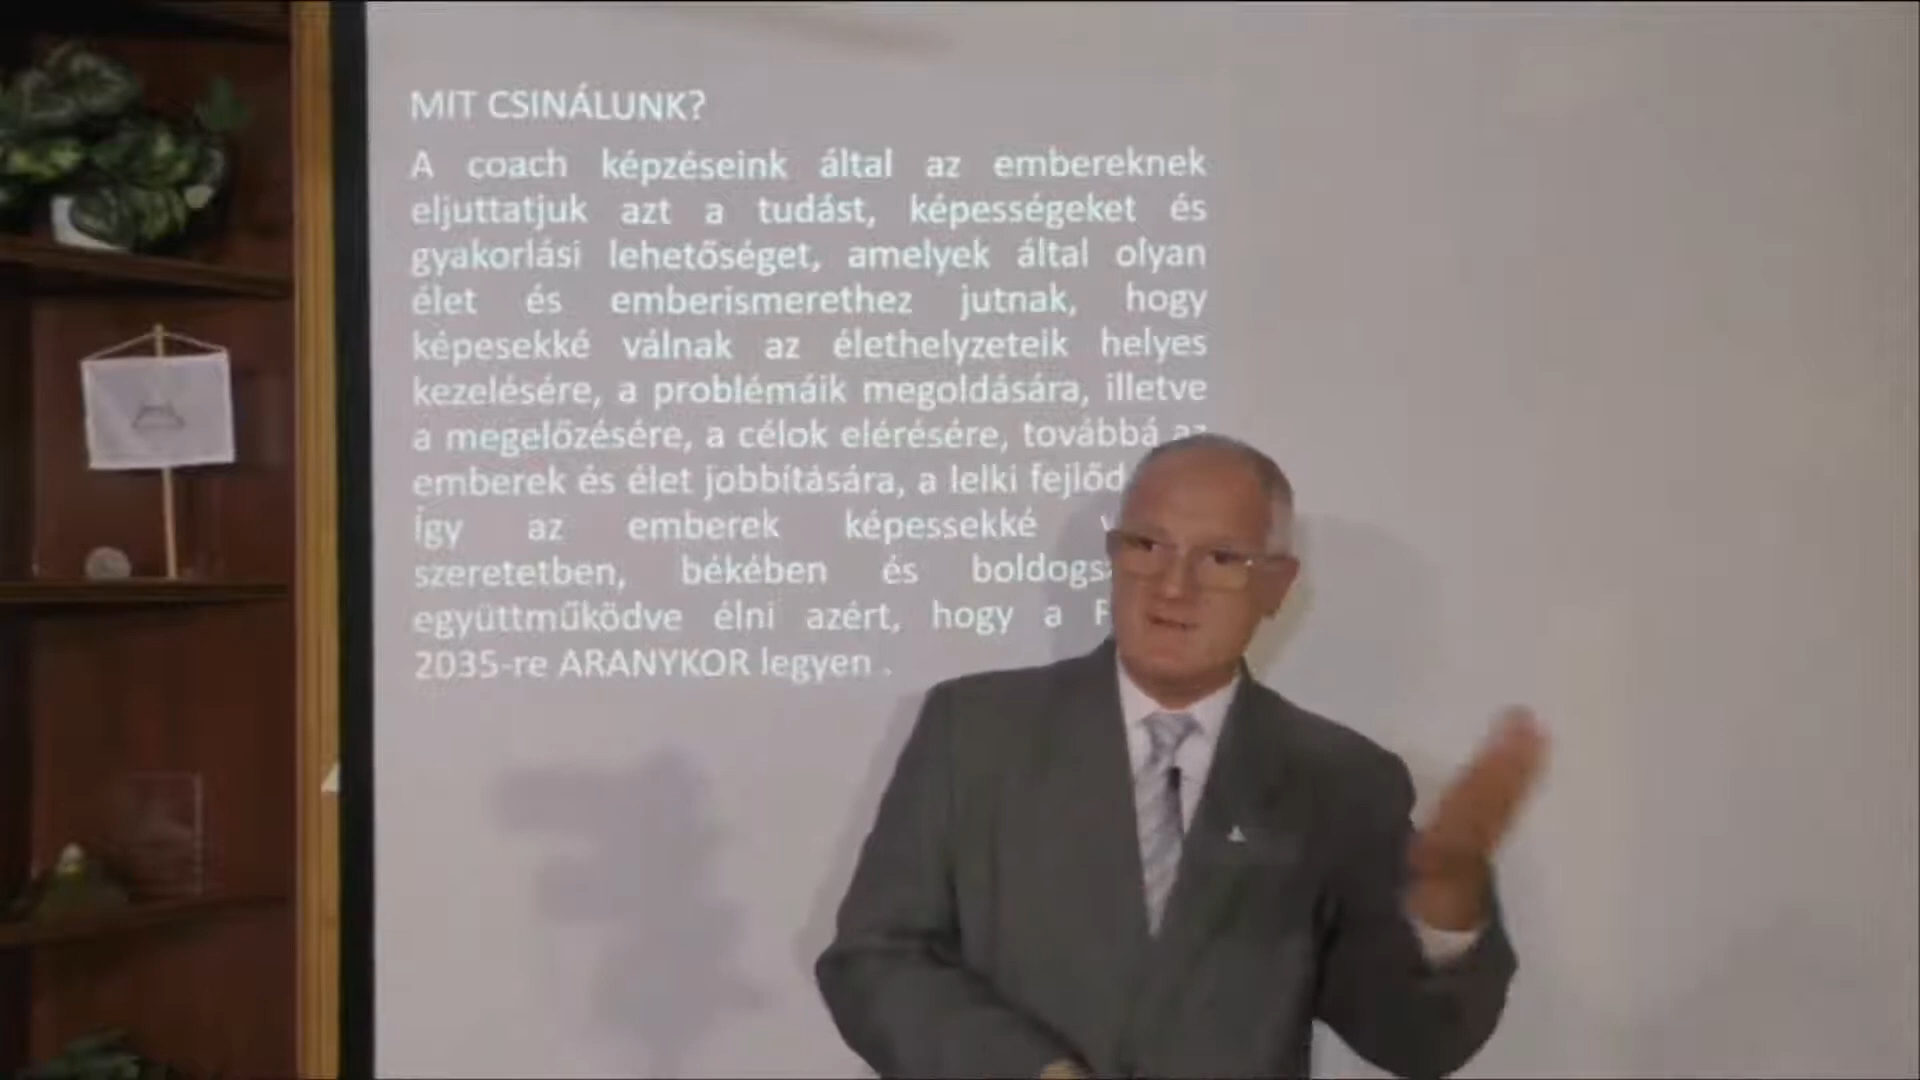 MIT CSINÁLUNK?
A coach képzéseink által az embereknek
eljuttatjuk azt a tudást, képességeket és
gyakorlási lehetőséget, amelyek által olyan
élet és emberismerethez jutnak, hogy
képesekké válnak az élethelyzeteik helyes
kezelésére, a problémáik megoldására, illetve
a megelőzésére, a célok elérésére, továbbá az
emberek és élet jobbítására, a lelki
így az emberek képessekké
szeretetben, békében és
együttműködve élni azért, hogy a
2035-re ARANYKOR legyen .